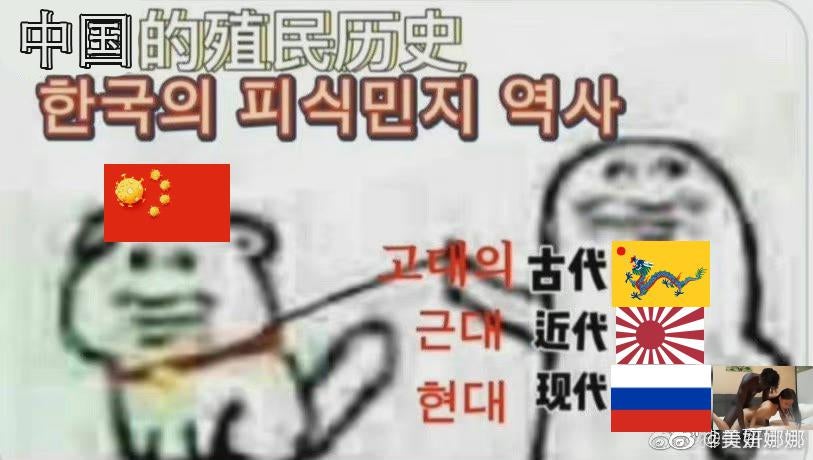 中国的殖民历史
한국의 피식민지 역사
고대의 古代
근대 近代
현대 现代
@美妍娜娜